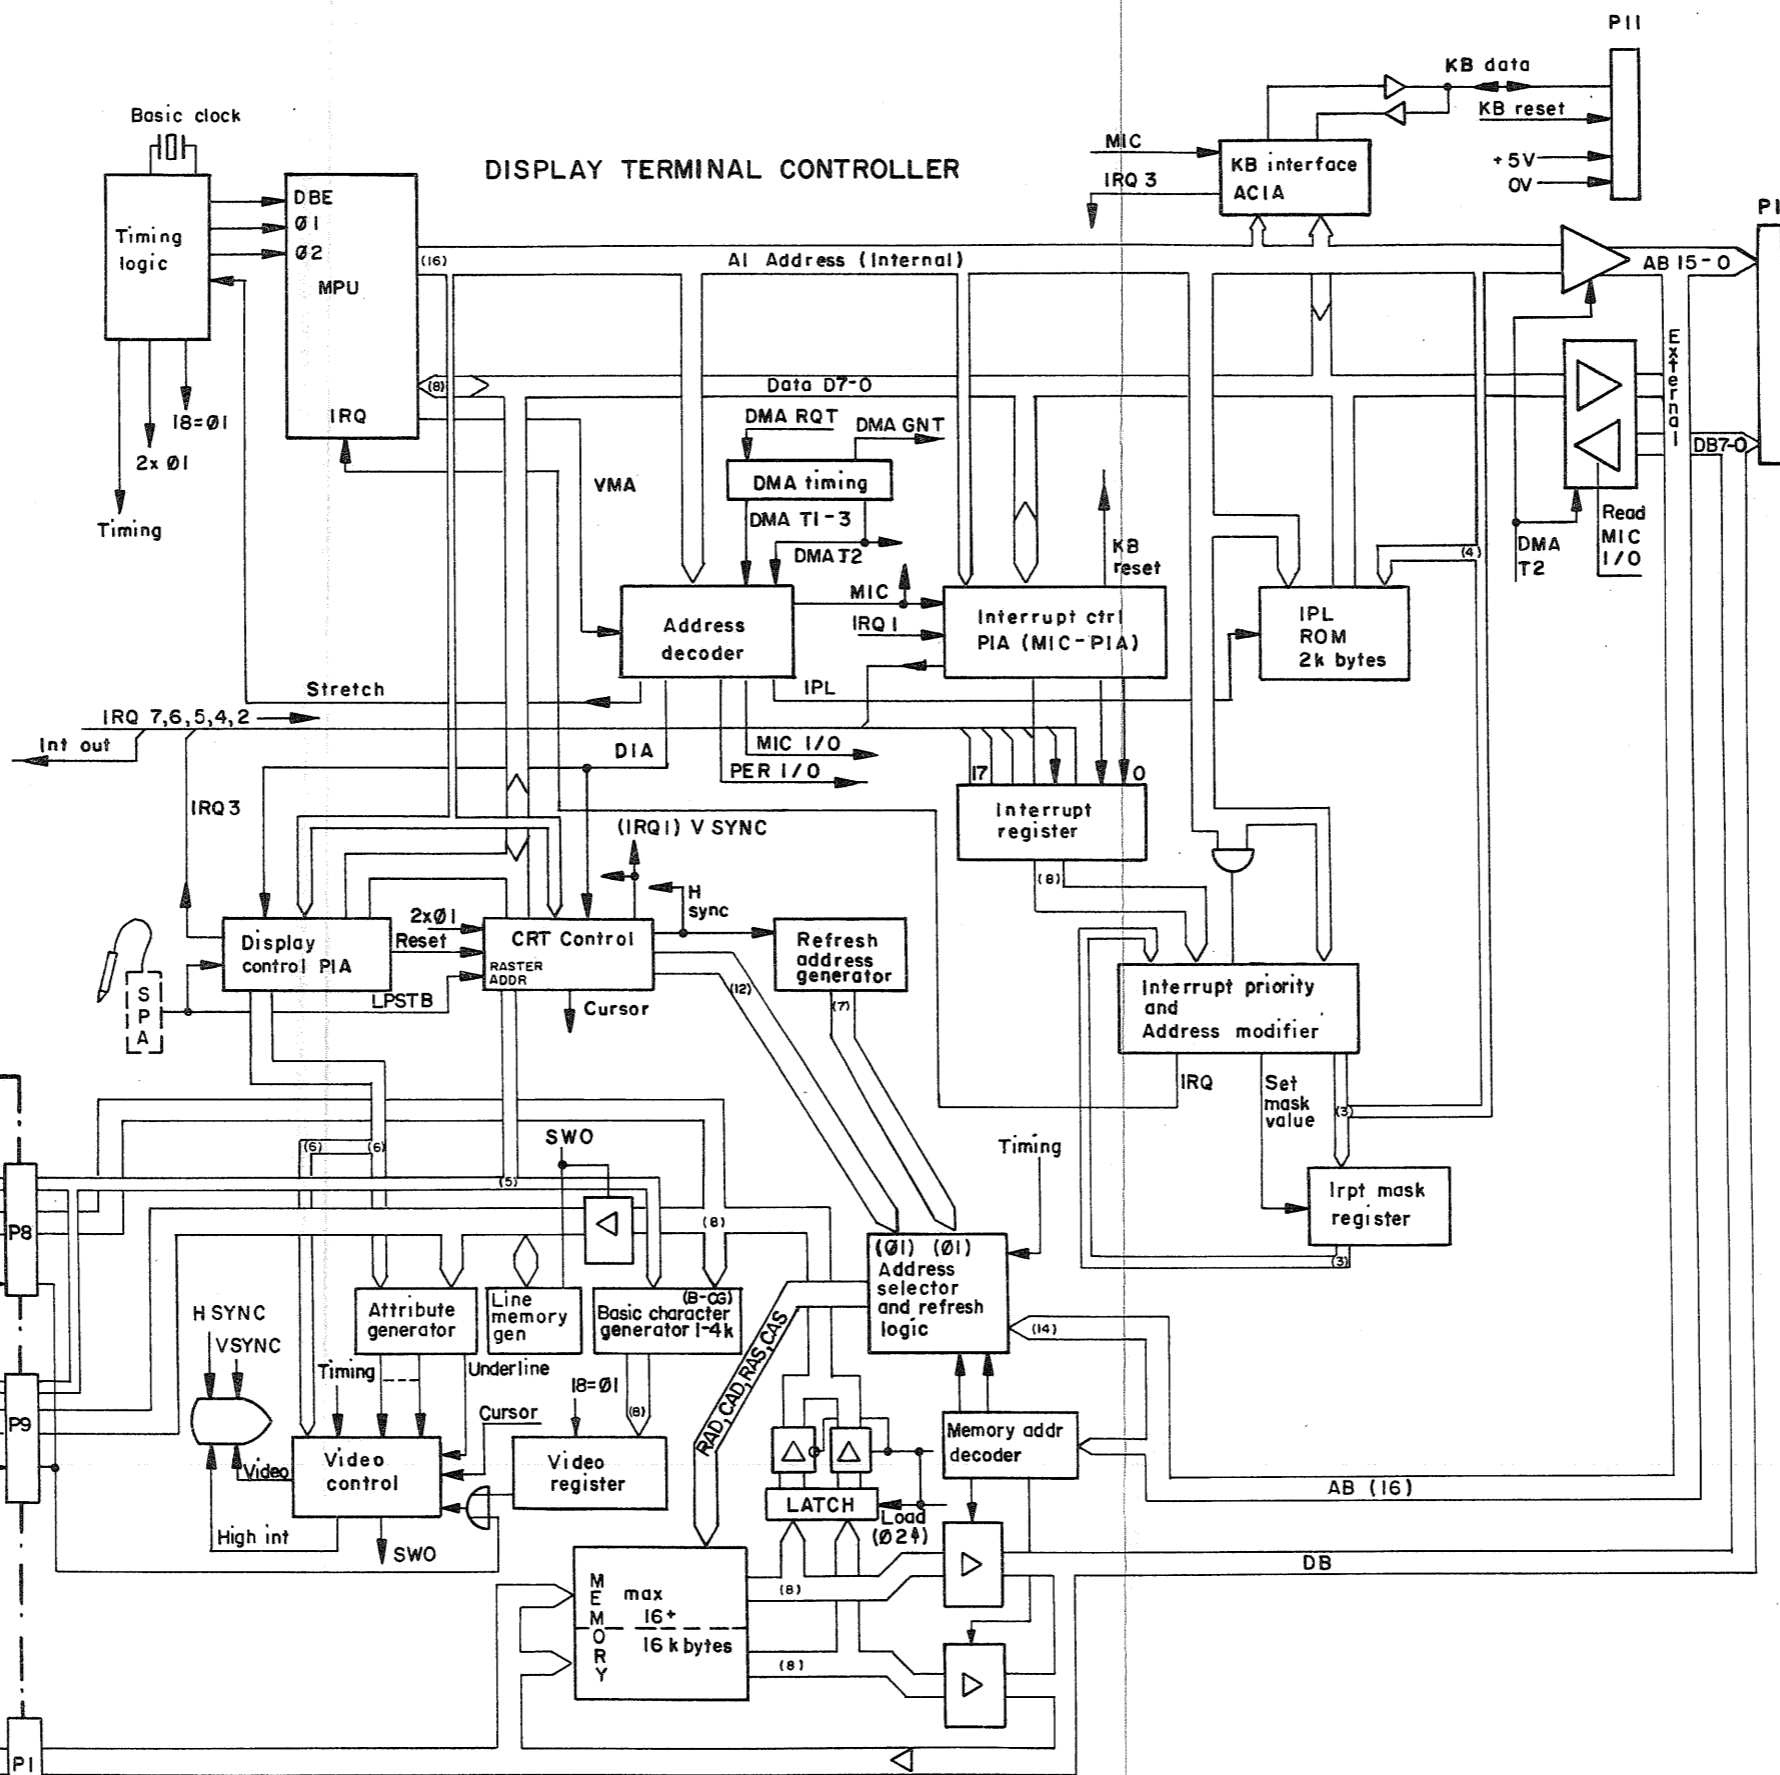 P11
KB data
Basic clock
KB reset
MIC
DISPLAY TERMINAL CONTROLLER
KB interface
ACIA
+5V
IRQ 3
0V
DBE
Ø1
Ø2
Timing
logic
P1
(16)
A1 Address (Internal)
AB 15-0
MPU
External
(8)
Data D7-0
IRQ
18=Ø1
DMA RQT
DMA GNT
DB7-0
2x Ø1
VMA
DMA timing
Timing
DMA T1-3
Read
MIC
I/O
DMA T2
KB
reset
(4)
DMA
T2
MIC
IRQ 1
Address
decoder
Interrupt ctrl
PIA (MIC-PIA)
IPL
ROM
2k bytes
Stretch
IPL
IRQ 7,6,5,4,2
Int out
DIA
MIC I/O
PER I/O
17
0
IRQ3
(IRQ1) V SYNC
Interrupt
register
(8)
H
sync
2xØ1
Reset
Display
control PIA
CRT Control
RASTER
ADDR
Refresh
address
generator
SPA
LPSTB
Cursor
(12)
(7)
Interrupt priority
and
Address modifier
IRQ
Set
mask
value
(3)
SWO
Timing
(6)
(6)
(5)
Irpt mask
register
P8
(8)
(3)
(Ø1) (Ø1)
Address
selector
and refresh
logic
(14)
H SYNC
VSYNC
Attribute
generator
Line
memory
gen
(B-CG)
Basic character
generator 1-4k
RAD, CAD, RAS, CAS
Timing
Underline
18=Ø1
P9
Cursor
(8)
Memory addr
decoder
Video
Video
control
Video
register
LATCH
Load
(Ø2↑)
AB (16)
High int
SWO
DB
MEMORY
max
16+
16 k bytes
(8)
(8)
P1